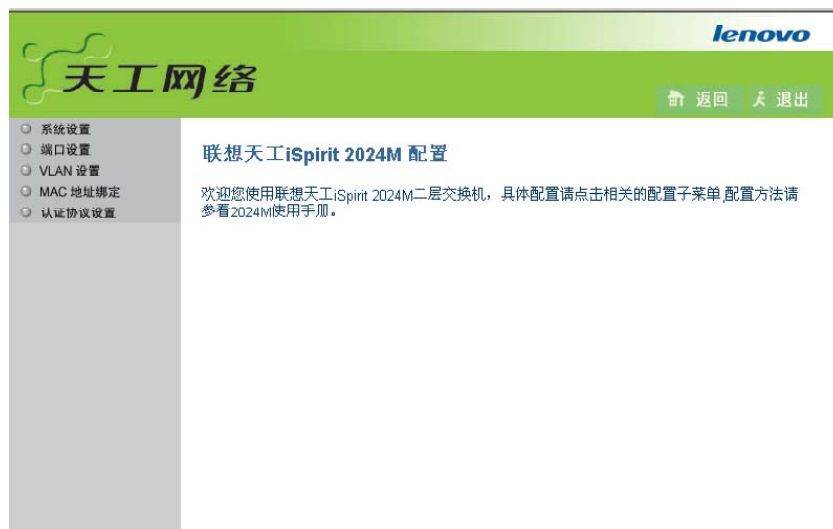 lenovo
天工网络
返回 退出
系统设置
端口设置
VLAN 设置
MAC 地址绑定
认证协议设置
联想天工iSpirit 2024M 配置
欢迎您使用联想天工iSpirit 2024M二层交换机，具体配置请点击相关的配置子菜单,配置方法请
参看2024M使用手册。